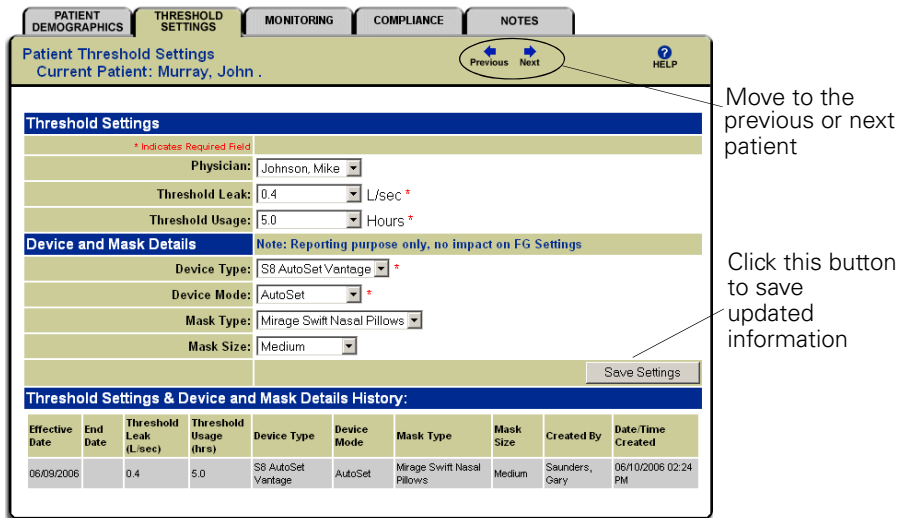 PATIENT DEMOGRAPHICS
THRESHOLD SETTINGS
MONITORING
COMPLIANCE
NOTES
Patient Threshold Settings
Current Patient: Murray, John .
Previous
Next
?
HELP
Move to the
previous or next
patient
Threshold Settings
* Indicates Required Field
Physician: Johnson, Mike
Threshold Leak: 0.4 L/sec *
Threshold Usage: 5.0 Hours *
Device and Mask Details Note: Reporting purpose only, no impact on FG Settings
Device Type: S8 AutoSet Vantage *
Device Mode: AutoSet *
Mask Type: Mirage Swift Nasal Pillows
Mask Size: Medium
Save Settings
Click this button
to save
updated
information
Threshold Settings & Device and Mask Details History:
Effective Date End Date Threshold Leak (L/sec) Threshold Usage (hrs) Device Type Device Mode Mask Type Mask Size Created By Date/Time Created
06/09/2006 0.4 5.0 S8 AutoSet Vantage AutoSet Mirage Swift Nasal Pillows Medium Saunders, Gary 06/10/2006 02:24 PM